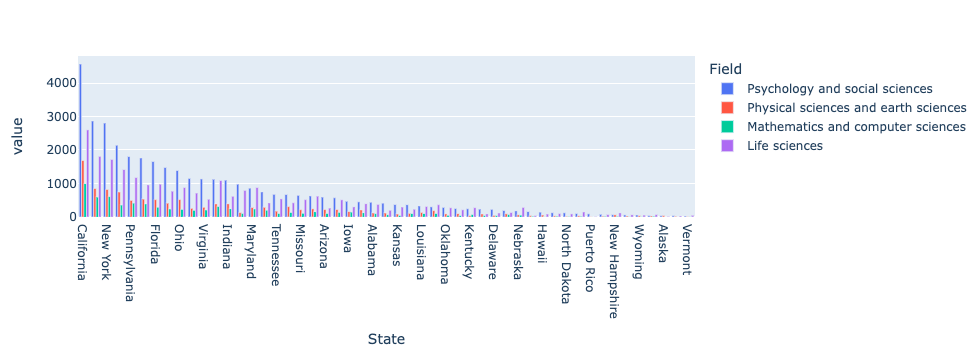 value
4000
3000
2000
1000
0
California
New York
Pennsylvania
Florida
Ohio
Virginia
Indiana
Maryland
Tennessee
Missouri
Arizona
Iowa
Alabama
Kansas
Louisiana
Oklahoma
Kentucky
Delaware
Nebraska
Hawaii
North Dakota
Puerto Rico
New Hampshire
Wyoming
Alaska
Vermont
State
Field
Psychology and social sciences
Physical sciences and earth sciences
Mathematics and computer sciences
Life sciences